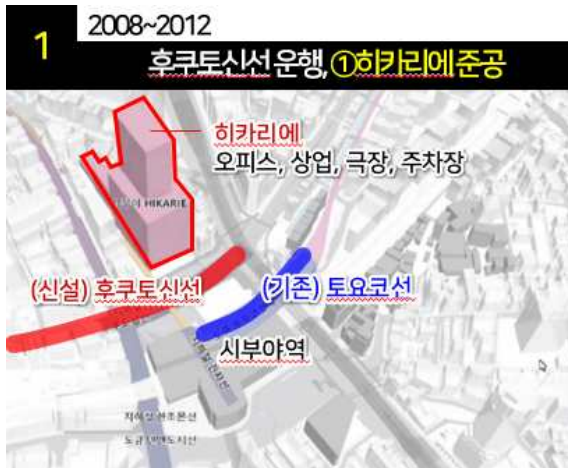 1
2008~2012
후쿠토신선 운행, ①히카리에 준공
히카리에
오피스, 상업, 극장, 주차장
HIKARIE
(신설) 후쿠토신선
(기존) 토요코선
시부야역